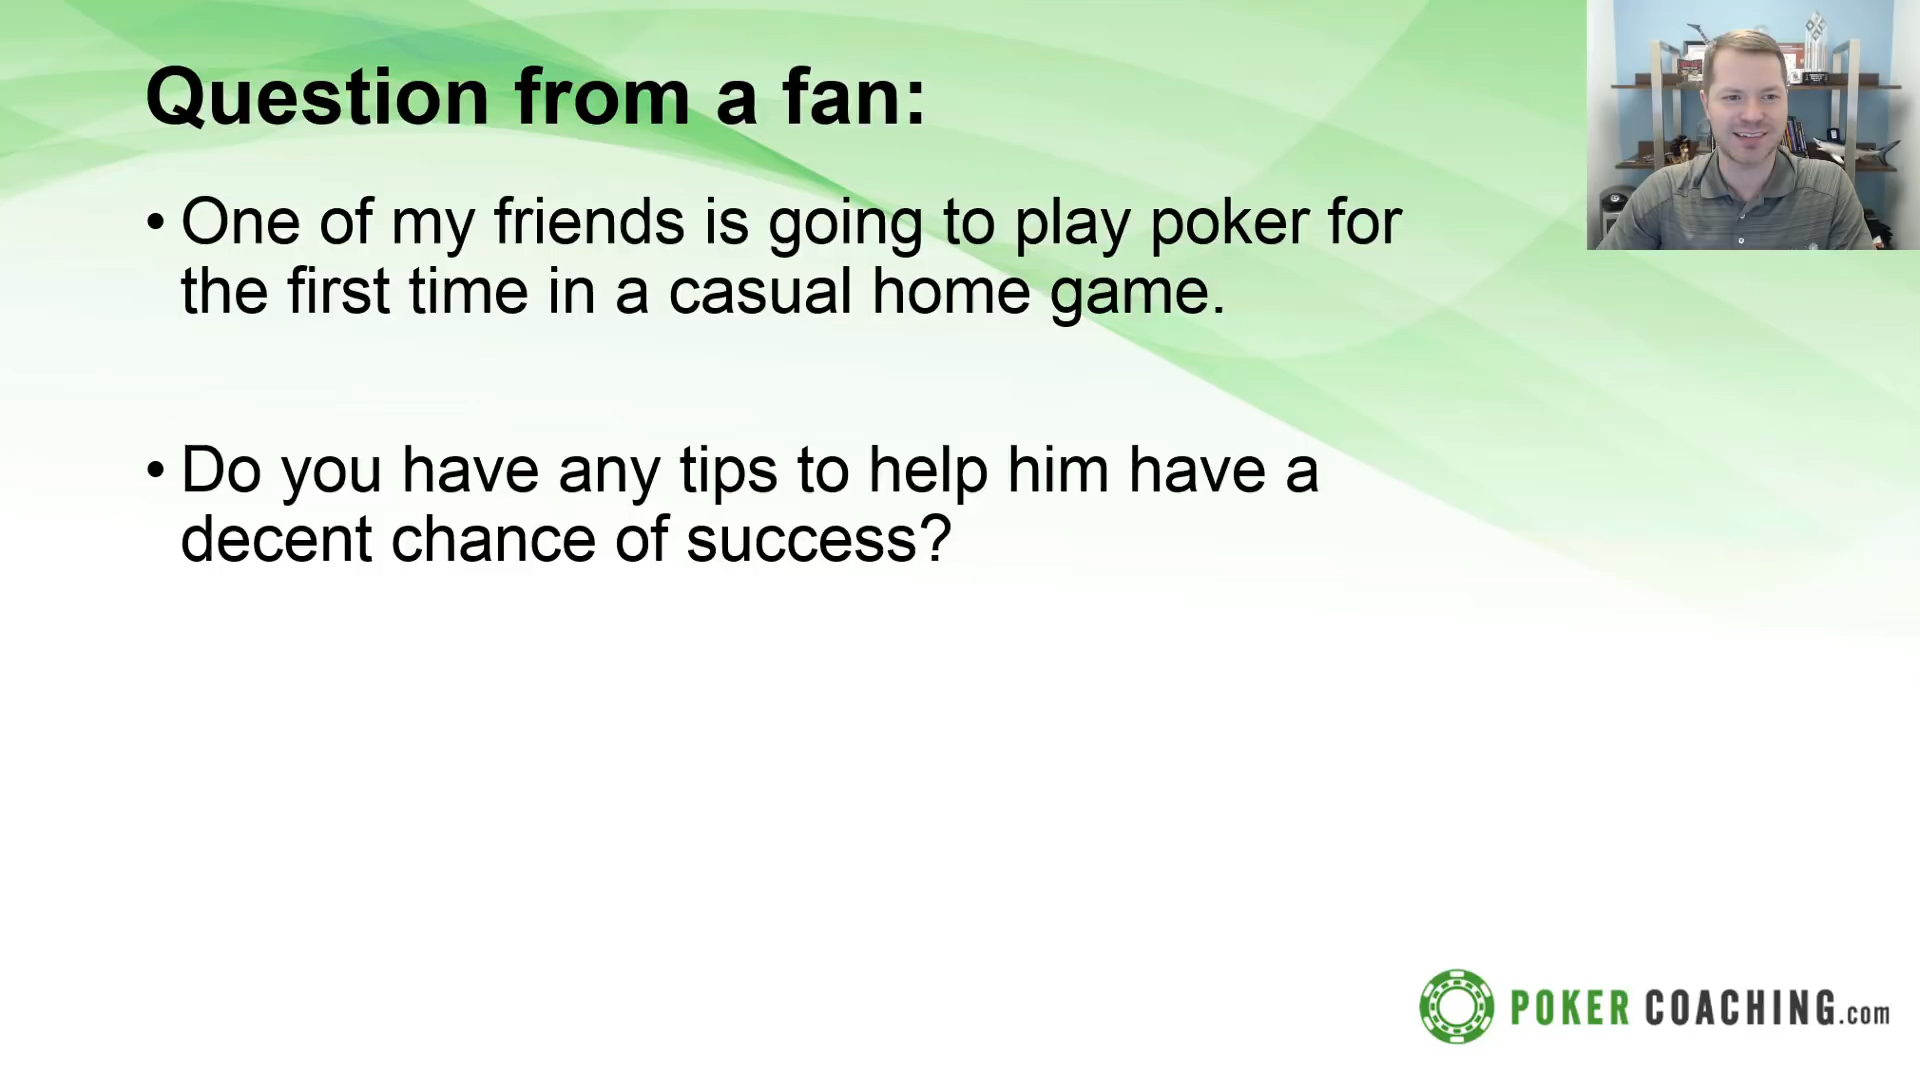 Question from a fan:
• One of my friends is going to play poker for
the first time in a casual home game.
• Do you have any tips to help him have a
decent chance of success?
POKER COACHING.com